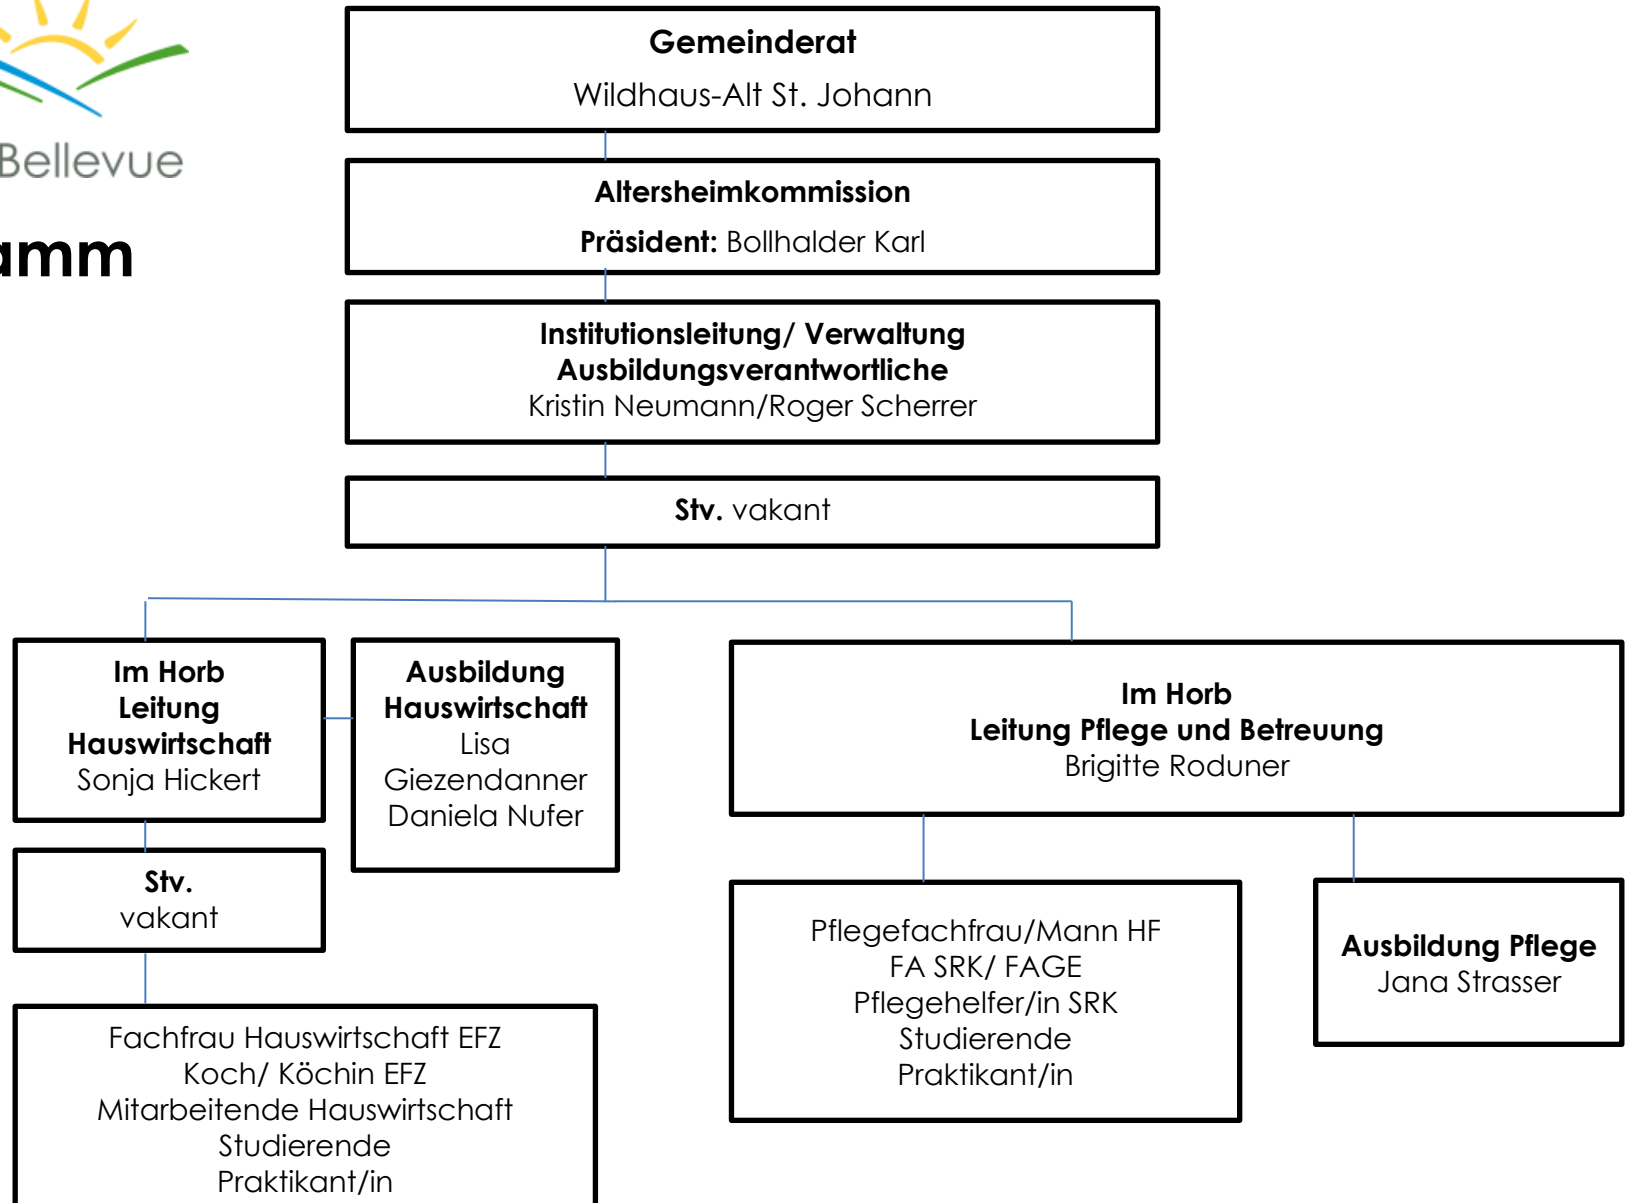 Bellevue
amm
Gemeinderat
Wildhaus-Alt St. Johann
Altersheimkommission
Präsident: Bollhalder Karl
Institutionsleitung/ Verwaltung
Ausbildungsverantwortliche
Kristin Neumann/Roger Scherrer
Stv. vakant
Im Horb
Leitung
Hauswirtschaft
Sonja Hickert
Ausbildung
Hauswirtschaft
Lisa
Giezendanner
Daniela Nufer
Im Horb
Leitung Pflege und Betreuung
Brigitte Roduner
Stv.
vakant
Pflegefachfrau/Mann HF
FA SRK/ FAGE
Pflegehelfer/in SRK
Studierende
Praktikant/in
Ausbildung Pflege
Jana Strasser
Fachfrau Hauswirtschaft EFZ
Koch/ Köchin EFZ
Mitarbeitende Hauswirtschaft
Studierende
Praktikant/in